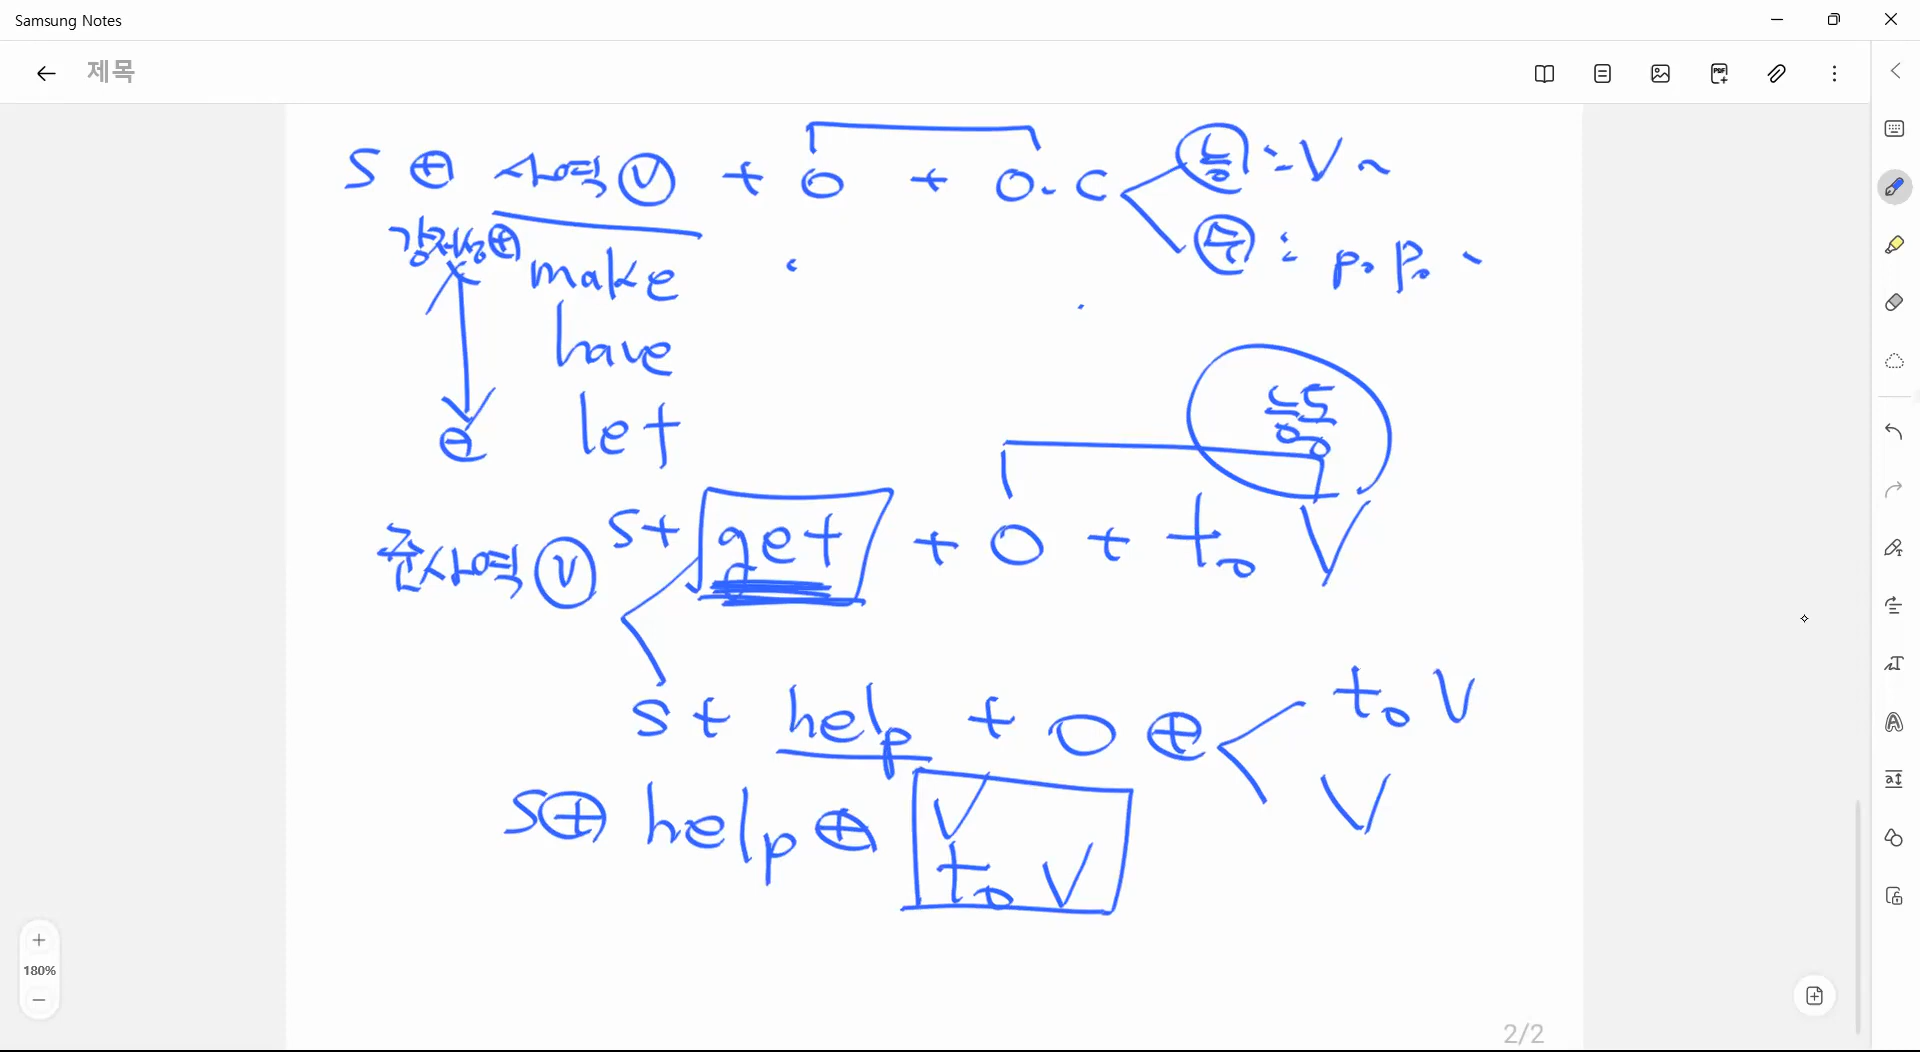 Samsung Notes
제목
S ⊕ 사역 Ⓥ + O + O.C 능 : V ~
수 : p.p. ~
강제성 ⊕
make
have
let
⊖
능동
준사역 Ⓥ S + get + O + to V
S + help + O ⊕ to V
V
S ⊕ help ⊕ V
to V
180%
2/2